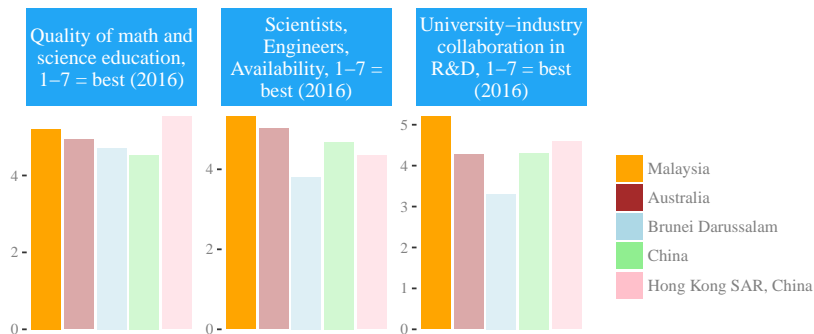 Quality of math and
science education,
1−7 = best (2016)
Scientists,
Engineers,
Availability, 1−7 =
best (2016)
University−industry
collaboration in
R&D, 1−7 = best
(2016)
4
2
0
4
2
0
5
4
3
2
1
0
Malaysia
Australia
Brunei Darussalam
China
Hong Kong SAR, China